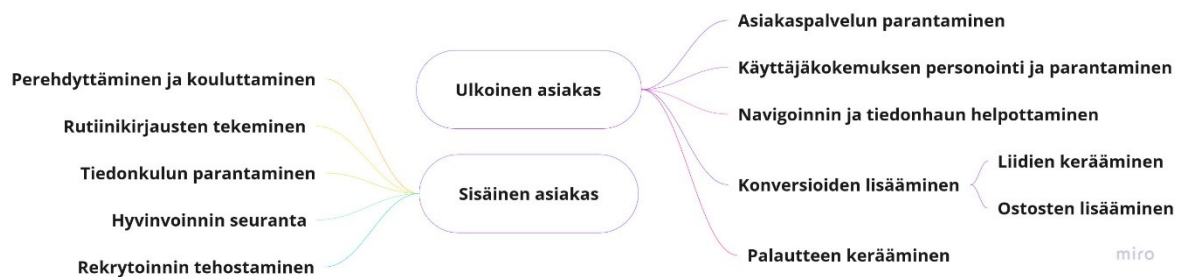 Ulkoinen asiakas
Asiakaspalvelun parantaminen
Käyttäjäkokemuksen personointi ja parantaminen
Navigoinnin ja tiedonhaun helpottaminen
Konversioiden lisääminen
Liidien kerääminen
Ostosten lisääminen
Palautteen kerääminen
Sisäinen asiakas
Perehdyttäminen ja kouluttaminen
Rutiinikirjausten tekeminen
Tiedonkulun parantaminen
Hyvinvoinnin seuranta
Rekrytoinnin tehostaminen
miro